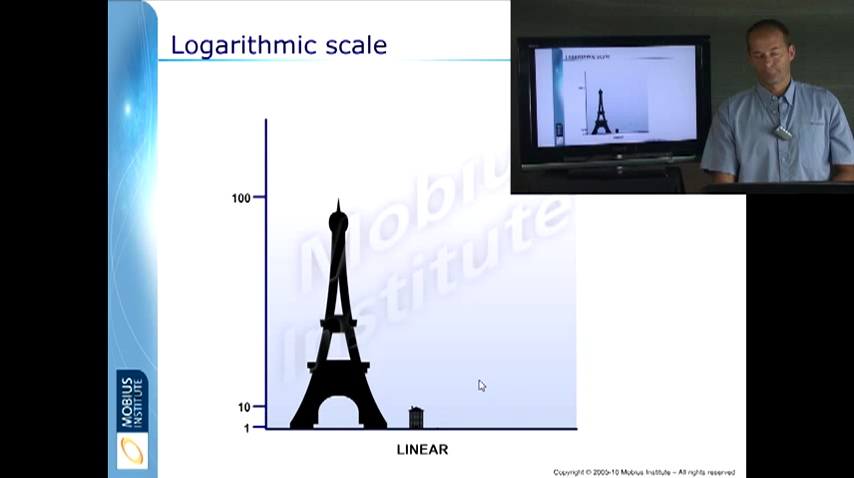 Logarithmic scale
Mobius
Institute
100
10
1
LINEAR
MOBIUS
INSTITUTE
Copyright © 2005-10 Mobius Institute – All rights reserved